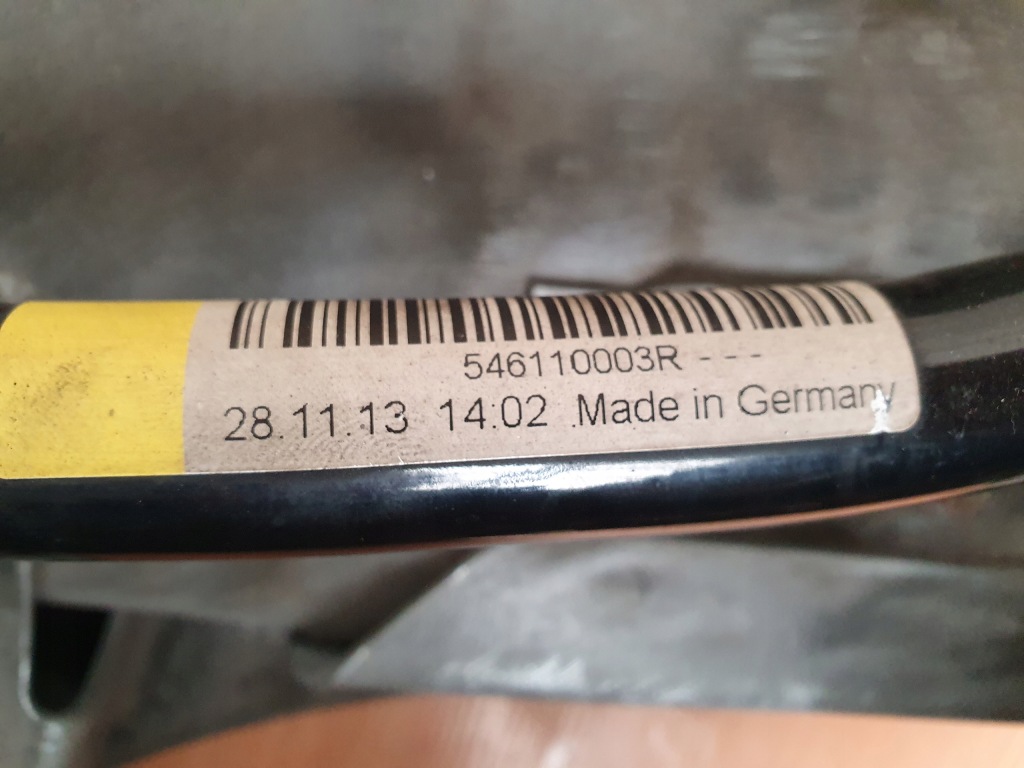 546110003R - - -
28.11.13 14:02 .Made in Germany